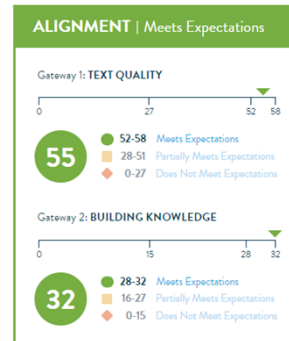 ALIGNMENT | Meets Expectations
Gateway 1: TEXT QUALITY
0 27 52 58
55
52-58 Meets Expectations
28-51 Partially Meets Expectations
0-27 Does Not Meet Expectations
Gateway 2: BUILDING KNOWLEDGE
0 15 28 32
32
28-32 Meets Expectations
16-27 Partially Meets Expectations
0-15 Does Not Meet Expectations